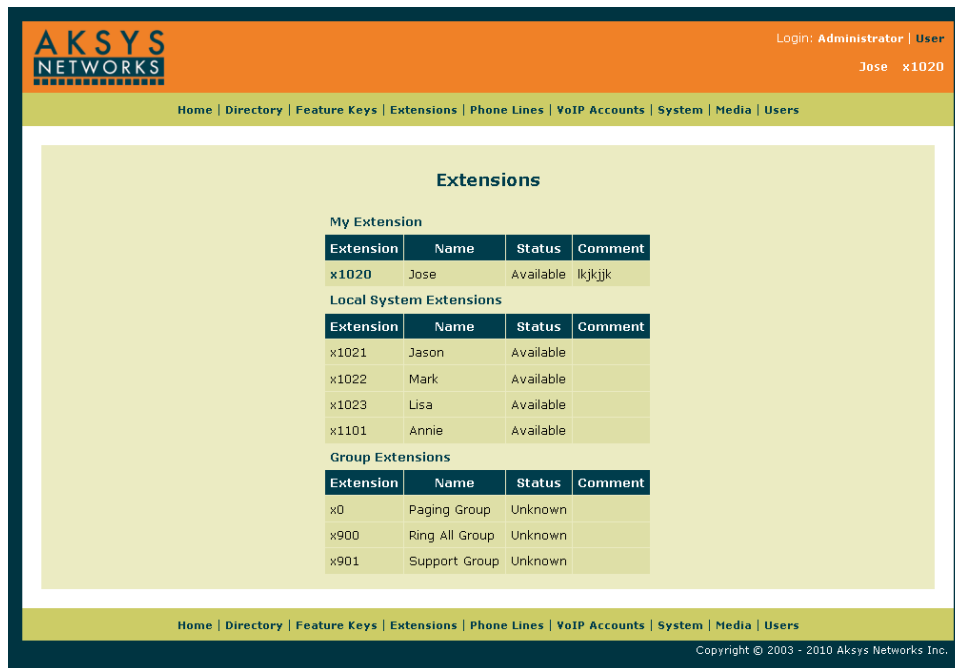 AKSYS
NETWORKS
Login: Administrator | User
Jose x1020
Home | Directory | Feature Keys | Extensions | Phone Lines | VoIP Accounts | System | Media | Users
Extensions
My Extension
Extension Name Status Comment
x1020 Jose Available lkjkjjk
Local System Extensions
Extension Name Status Comment
x1021 Jason Available
x1022 Mark Available
x1023 Lisa Available
x1101 Annie Available
Group Extensions
Extension Name Status Comment
x0 Paging Group Unknown
x900 Ring All Group Unknown
x901 Support Group Unknown
Home | Directory | Feature Keys | Extensions | Phone Lines | VoIP Accounts | System | Media | Users
Copyright © 2003 - 2010 Aksys Networks Inc.